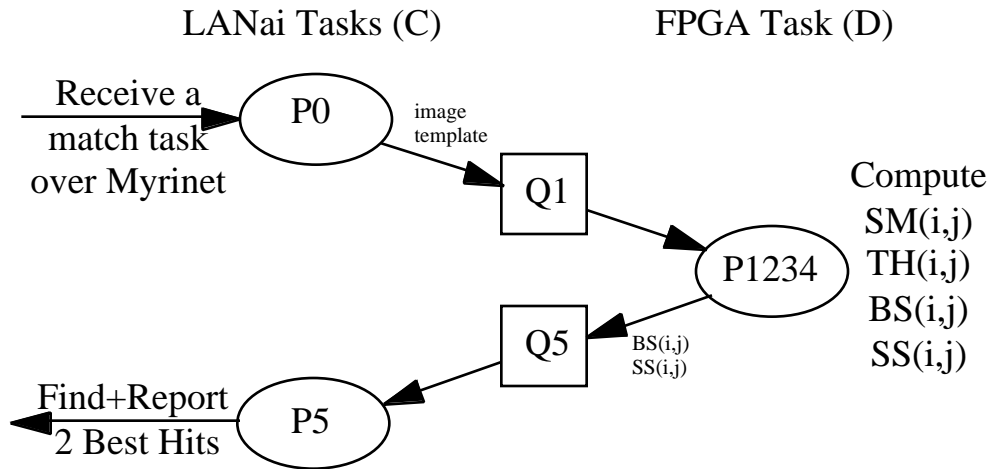 LANai Tasks (C)
FPGA Task (D)
Receive a
match task
over Myrinet
P0
image
template
Q1
P1234
Compute
SM(i,j)
TH(i,j)
BS(i,j)
SS(i,j)
Q5
BS(i,j)
SS(i,j)
Find+Report
2 Best Hits
P5